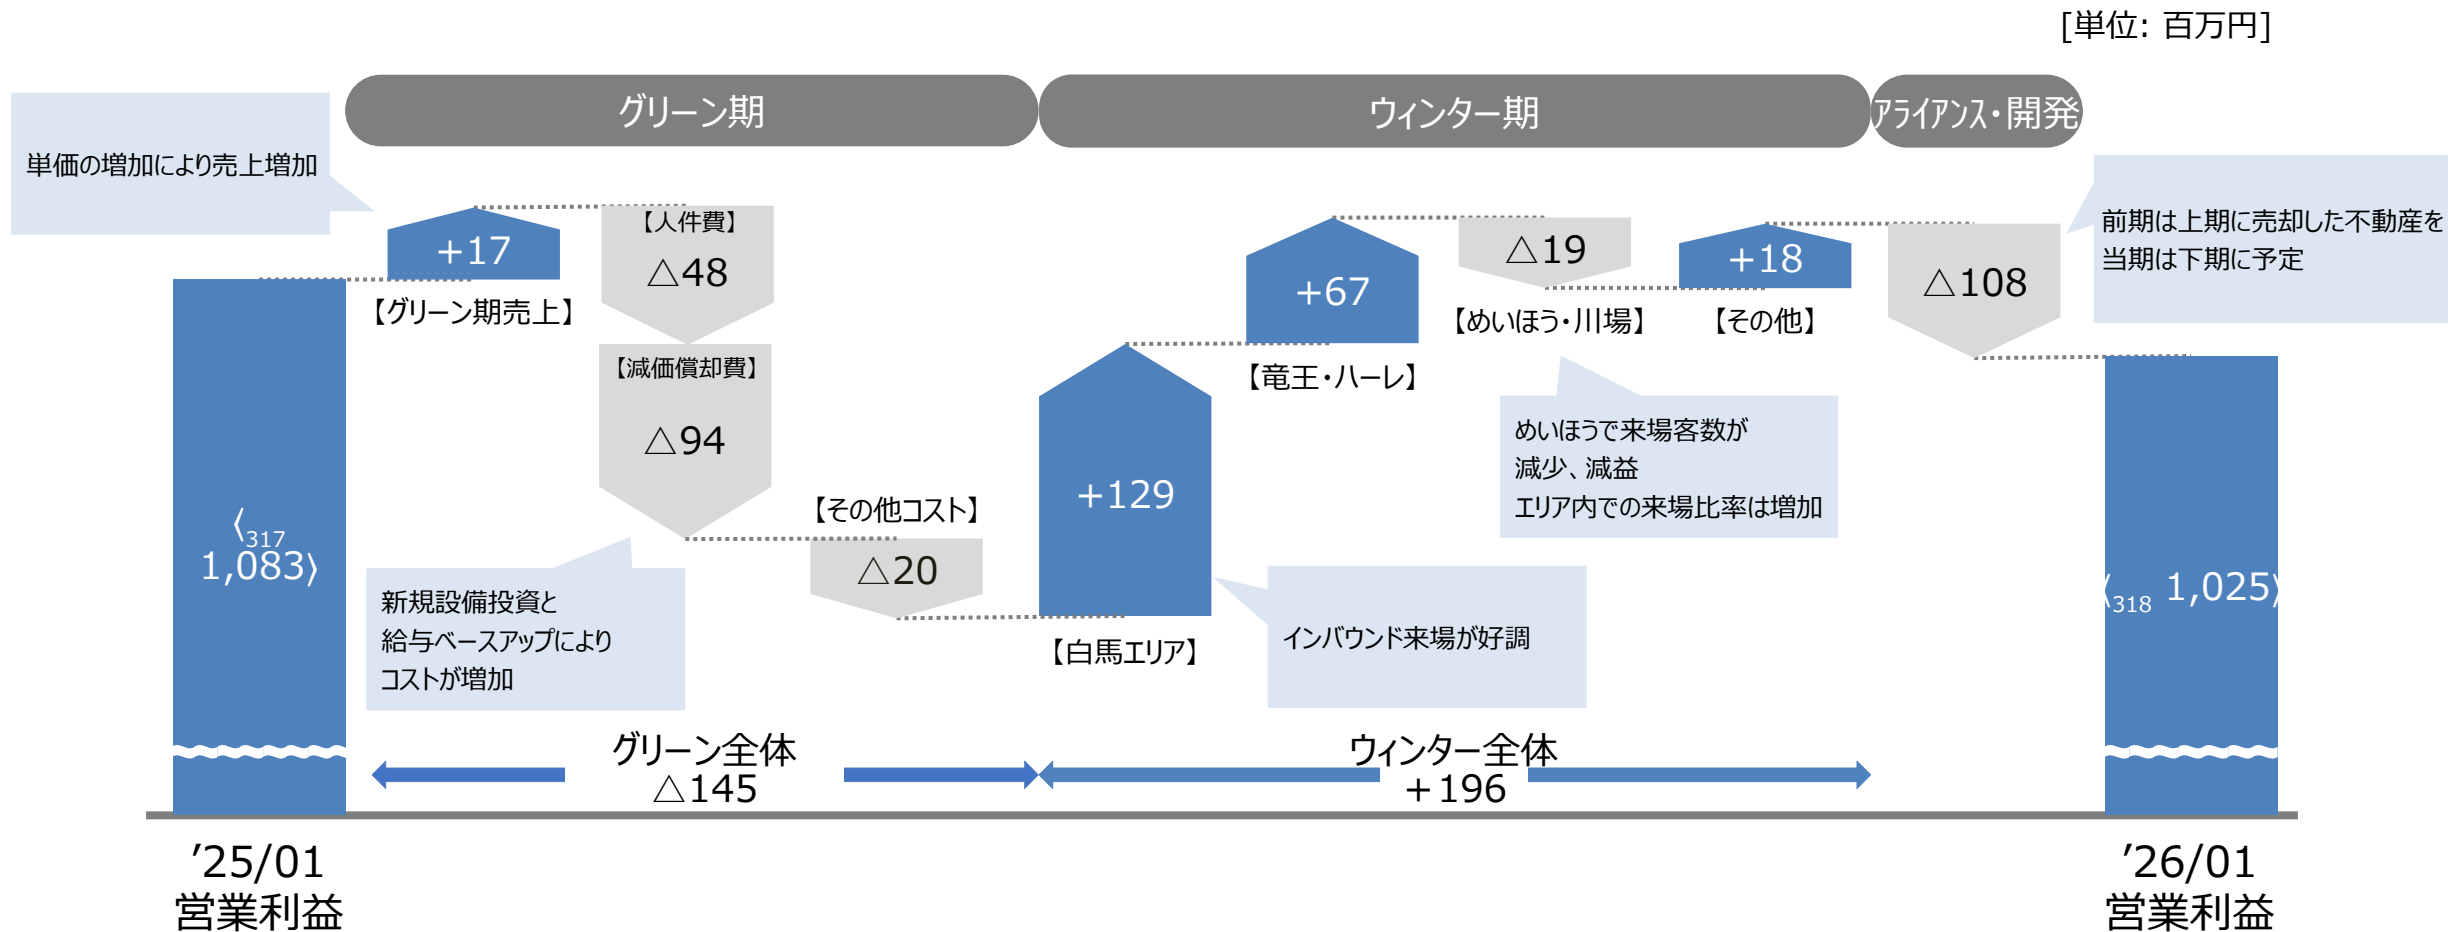 [単位: 百万円]
グリーン期
ウィンター期
アライアンス・開発
単価の増加により売上増加
+17
【グリーン期売上】
【人件費】
△48
【減価償却費】
△94
【その他コスト】
△20
新規設備投資と
給与ベースアップにより
コストが増加
+129
【白馬エリア】
インバウンド来場が好調
+67
【竜王・ハーレ】
△19
【めいほう・川場】
めいほうで来場客数が
減少、減益
エリア内での来場比率は増加
+18
【その他】
△108
前期は上期に売却した不動産を
当期は下期に予定
〈317
1,083〉
〈318 1,025〉
グリーン全体
△145
ウィンター全体
＋196
’25/01
営業利益
’26/01
営業利益